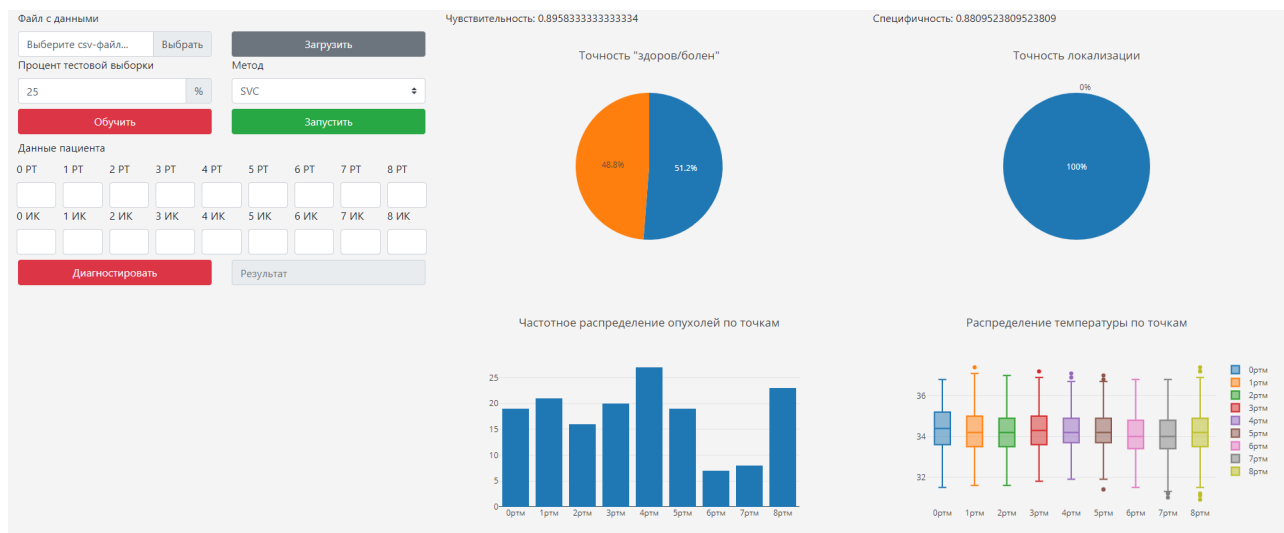 Файл с данными
Выберите csv-файл... Выбрать Загрузить
Процент тестовой выборки Метод
25 % SVC
Обучить Запустить
Данные пациента
0 РТ 1 РТ 2 РТ 3 РТ 4 РТ 5 РТ 6 РТ 7 РТ 8 РТ
0 ИК 1 ИК 2 ИК 3 ИК 4 ИК 5 ИК 6 ИК 7 ИК 8 ИК
Диагностировать Результат
Чувствительность: 0.8958333333333334
Специфичность: 0.8809523809523809
Точность "здоров/болен"
48.8% 51.2%
Точность локализации
0%
100%
Частотное распределение опухолей по точкам
25
20
15
10
5
0
0ртм 1ртм 2ртм 3ртм 4ртм 5ртм 6ртм 7ртм 8ртм
Распределение температуры по точкам
36
34
32
0ртм 1ртм 2ртм 3ртм 4ртм 5ртм 6ртм 7ртм 8ртм
0ртм
1ртм
2ртм
3ртм
4ртм
5ртм
6ртм
7ртм
8ртм